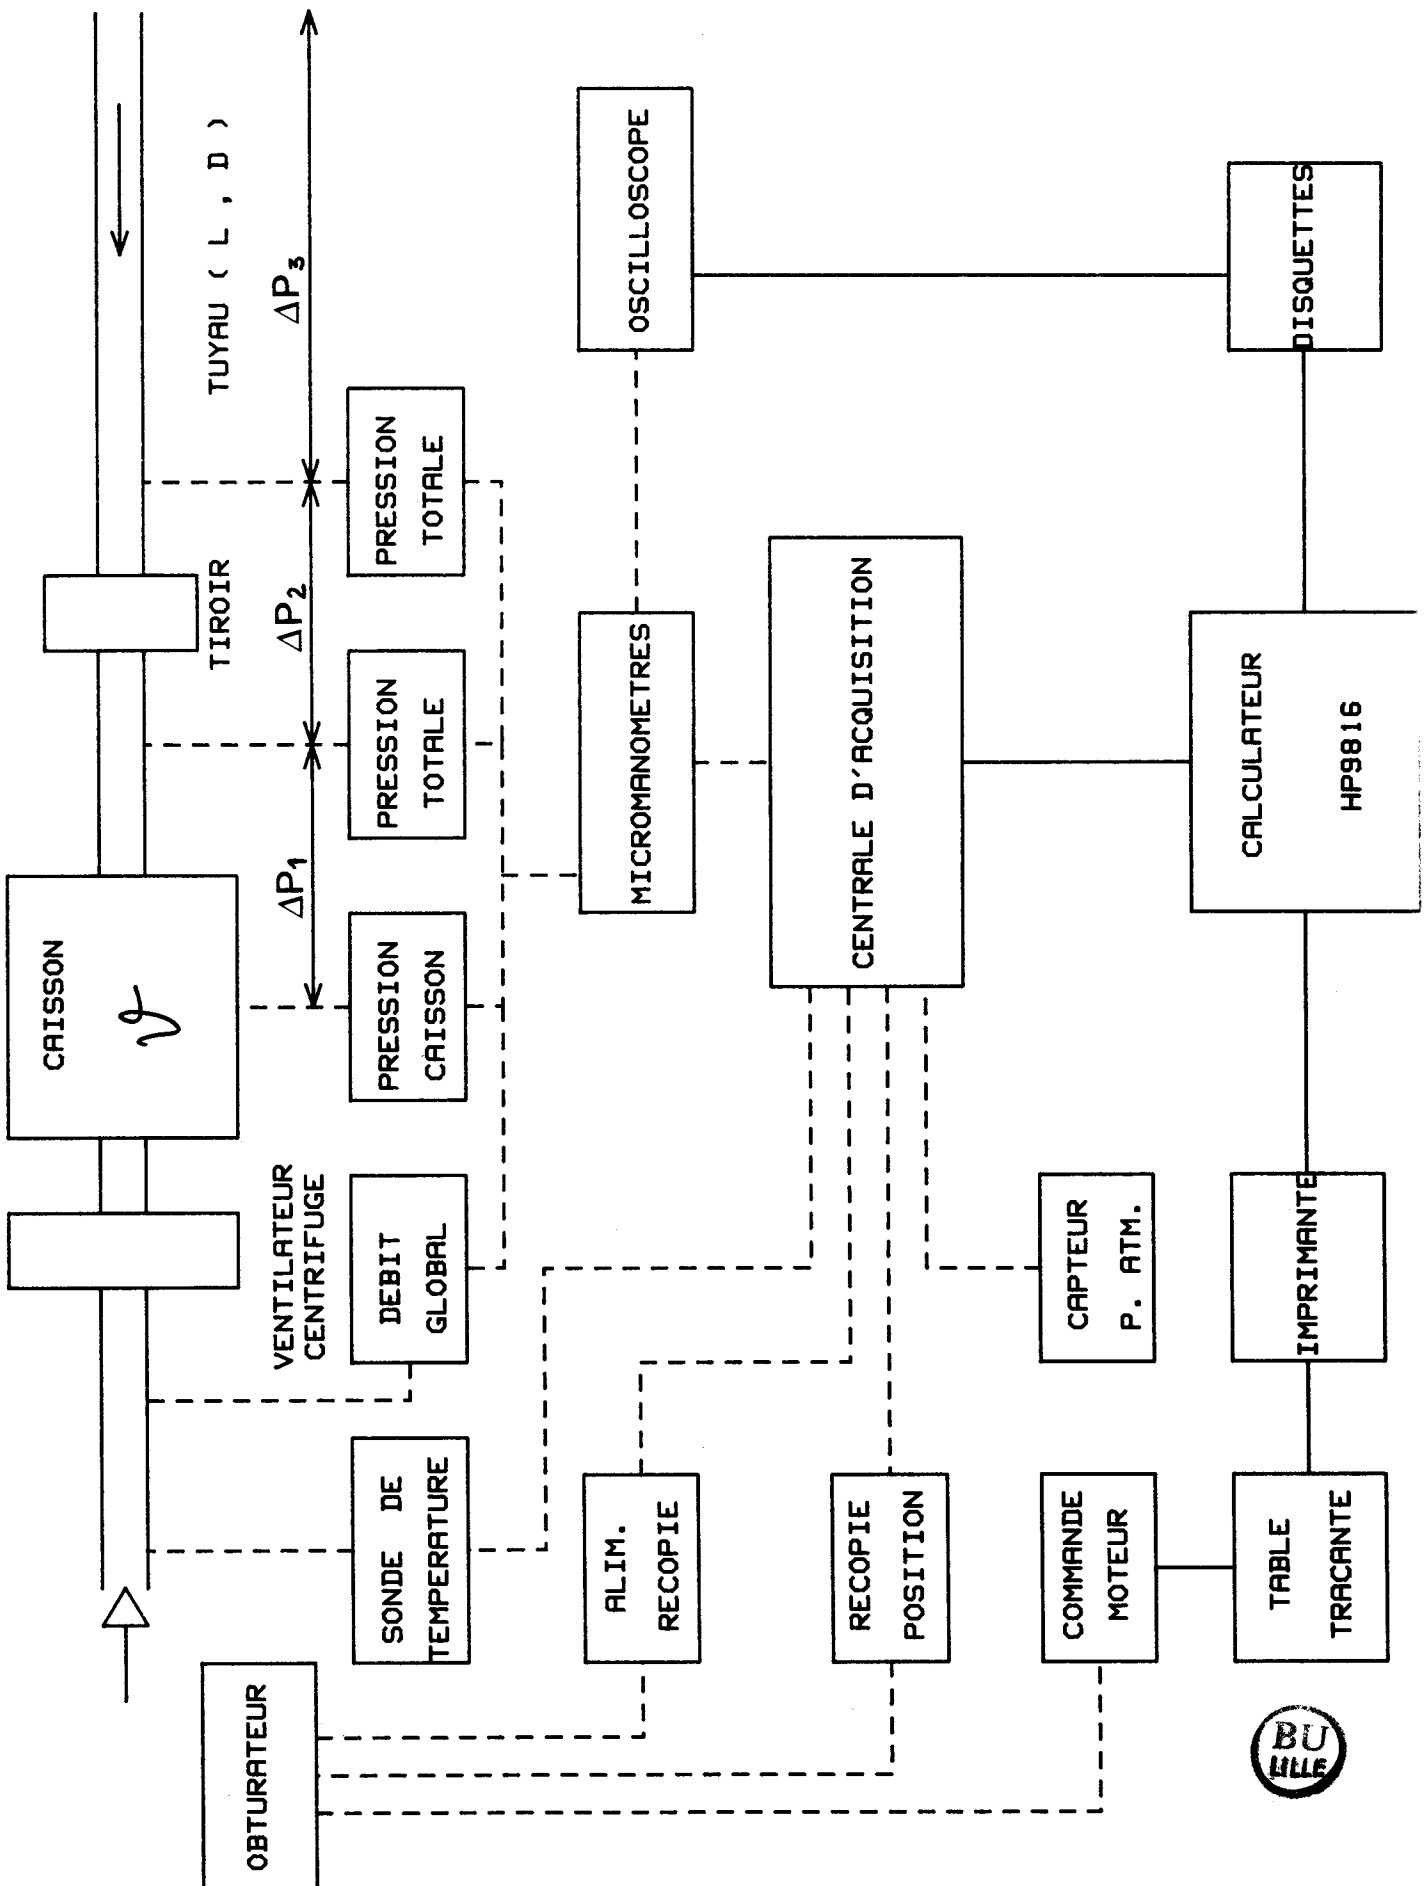 CAISSON
𝒱
TIROIR
TUYAU ( L , D )
OBTURATEUR
VENTILATEUR
CENTRIFUGE
ΔP₁
ΔP₂
ΔP₃
SONDE DE
TEMPERATURE
DEBIT
GLOBAL
PRESSION
CAISSON
PRESSION
TOTALE
PRESSION
TOTALE
ALIM.
RECOPIE
MICROMANOMETRES
OSCILLOSCOPE
RECOPIE
POSITION
CENTRALE D'ACQUISITION
COMMANDE
MOTEUR
CAPTEUR
P. ATM.
TABLE
TRACANTE
IMPRIMANTE
CALCULATEUR
HP9816
DISQUETTES
BU
LILLE